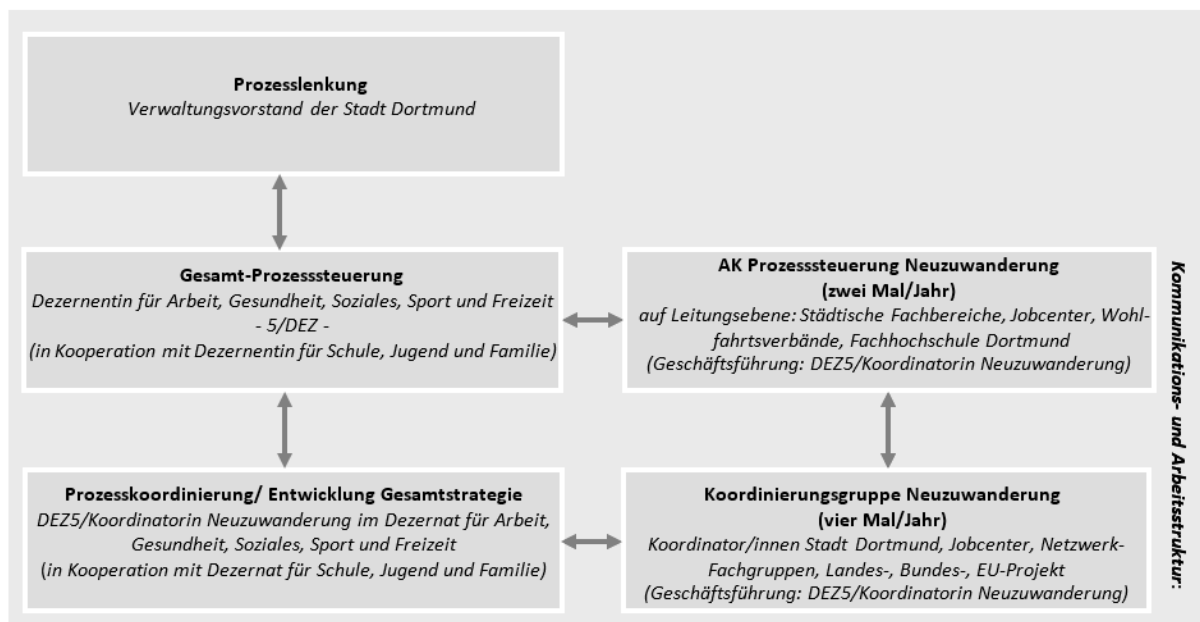 Prozesslenkung
Verwaltungsvorstand der Stadt Dortmund
Gesamt-Prozesssteuerung
Dezernentin für Arbeit, Gesundheit, Soziales, Sport und Freizeit
- 5/DEZ -
(in Kooperation mit Dezernentin für Schule, Jugend und Familie)
AK Prozesssteuerung Neuzuwanderung
(zwei Mal/Jahr)
auf Leitungsebene: Städtische Fachbereiche, Jobcenter, Wohl-
fahrtsverbände, Fachhochschule Dortmund
(Geschäftsführung: DEZ5/Koordinatorin Neuzuwanderung)
Prozesskoordinierung/ Entwicklung Gesamtstrategie
DEZ5/Koordinatorin Neuzuwanderung im Dezernat für Arbeit,
Gesundheit, Soziales, Sport und Freizeit
(in Kooperation mit Dezernat für Schule, Jugend und Familie)
Koordinierungsgruppe Neuzuwanderung
(vier Mal/Jahr)
Koordinator/innen Stadt Dortmund, Jobcenter, Netzwerk-
Fachgruppen, Landes-, Bundes-, EU-Projekt
(Geschäftsführung: DEZ5/Koordinatorin Neuzuwanderung)
Kommunikations- und Arbeitsstruktur: